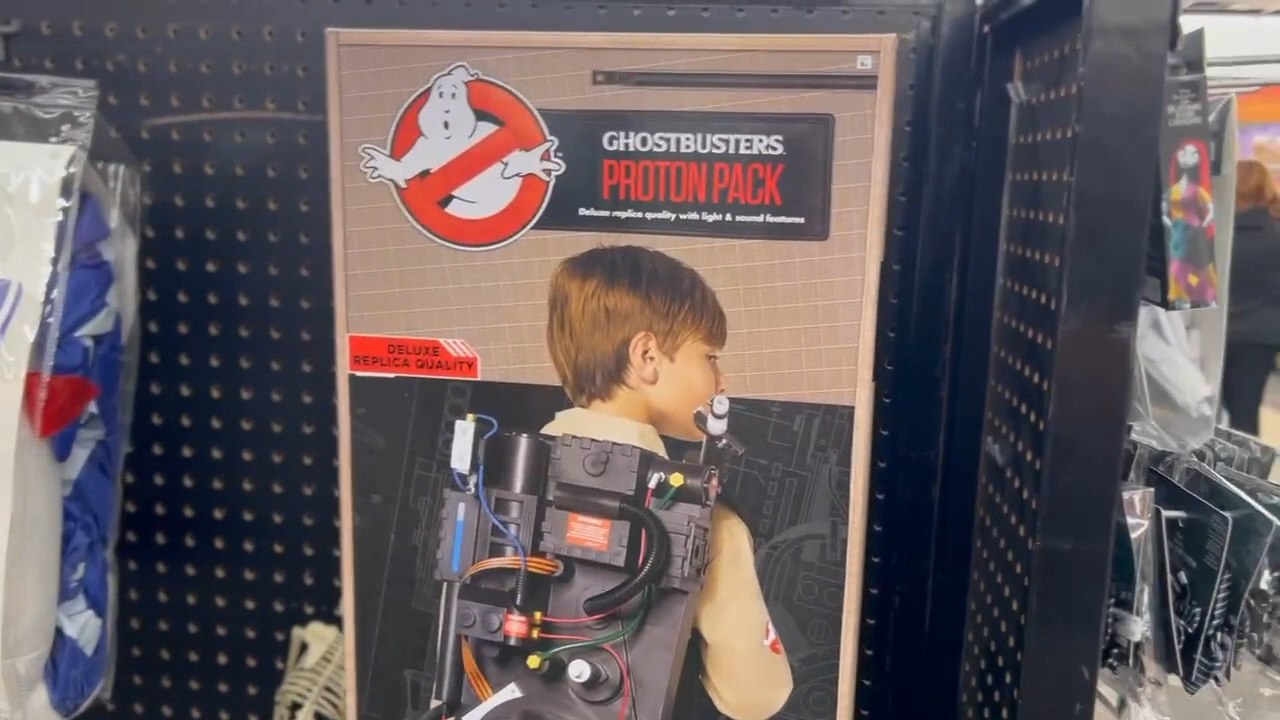 GHOSTBUSTERS
PROTON PACK
Deluxe replica quality with light & sound features
DELUXE
REPLICA QUALITY